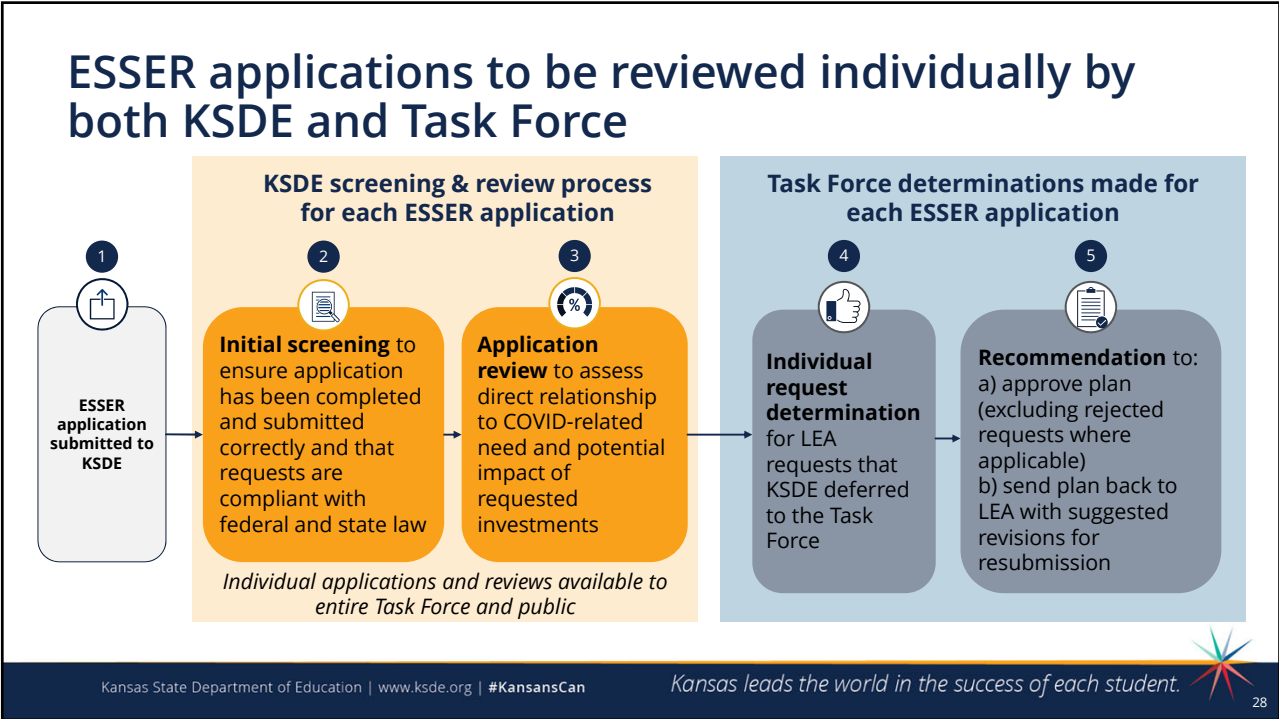 ESSER applications to be reviewed individually by
both KSDE and Task Force
KSDE screening & review process
for each ESSER application
Task Force determinations made for
each ESSER application
1
ESSER
application
submitted to
KSDE
2
Initial screening to
ensure application
has been completed
and submitted
correctly and that
requests are
compliant with
federal and state law
3
%
Application
review to assess
direct relationship
to COVID-related
need and potential
impact of
requested
investments
Individual applications and reviews available to
entire Task Force and public
4
Individual
request
determination
for LEA
requests that
KSDE deferred
to the Task
Force
5
Recommendation to:
a) approve plan
(excluding rejected
requests where
applicable)
b) send plan back to
LEA with suggested
revisions for
resubmission
Kansas State Department of Education | www.ksde.org | #KansansCan
Kansas leads the world in the success of each student.
28